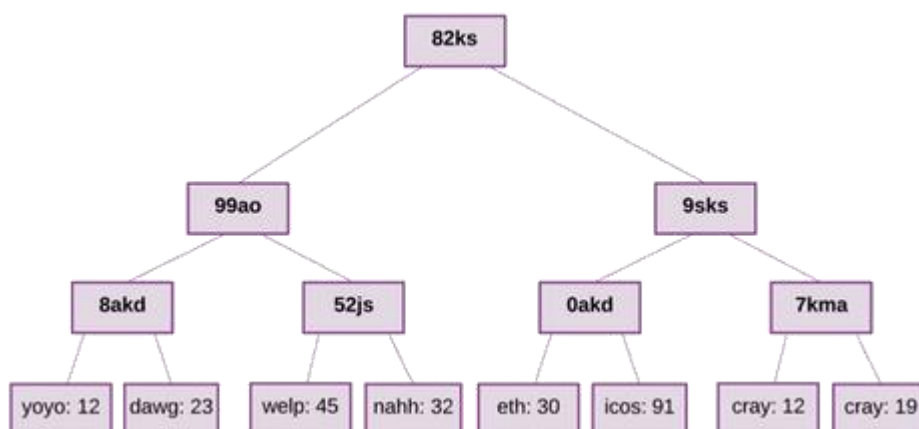 82ks
99ao
9sks
8akd
52js
0akd
7kma
yoyo: 12
dawg: 23
welp: 45
nahh: 32
eth: 30
icos: 91
cray: 12
cray: 19